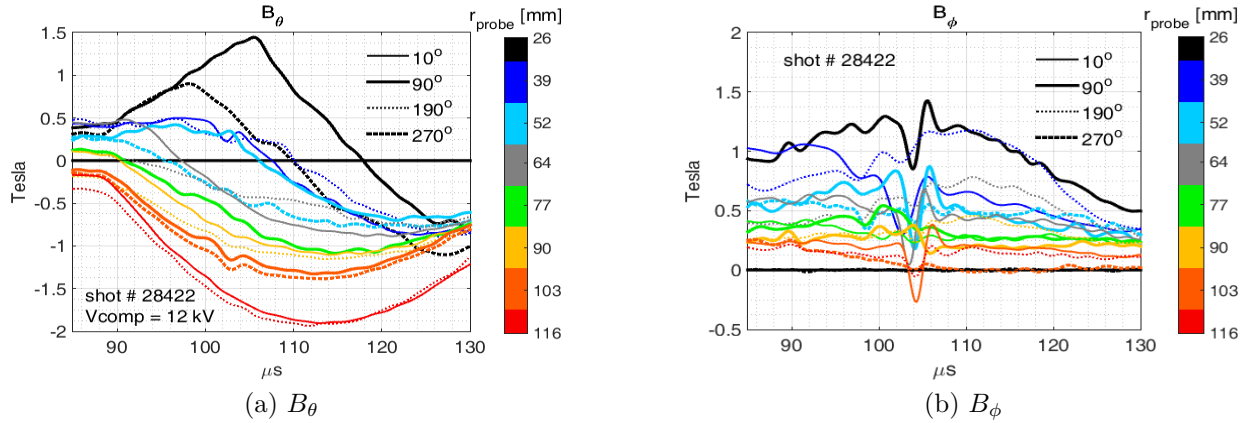 B_θ
r_probe [mm]
Tesla
1.5
1
0.5
0
-0.5
-1
-1.5
-2
10°
90°
190°
270°
shot # 28422
Vcomp = 12 kV
90 100 110 120 130
μs
26
39
52
64
77
90
103
116
(a) B_θ
B_ϕ
r_probe [mm]
Tesla
2
1.5
1
0.5
0
-0.5
shot # 28422
10°
90°
190°
270°
90 100 110 120 130
μs
26
39
52
64
77
90
103
116
(b) B_ϕ